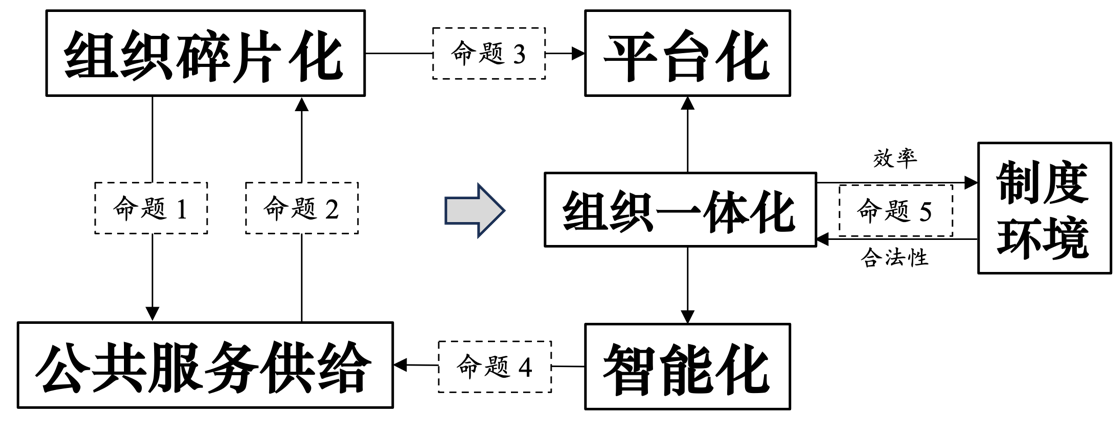 组织碎片化
命题 3
平台化
效率
制度
环境
命题 1
命题 2
组织一体化
命题 5
合法性
公共服务供给
命题 4
智能化